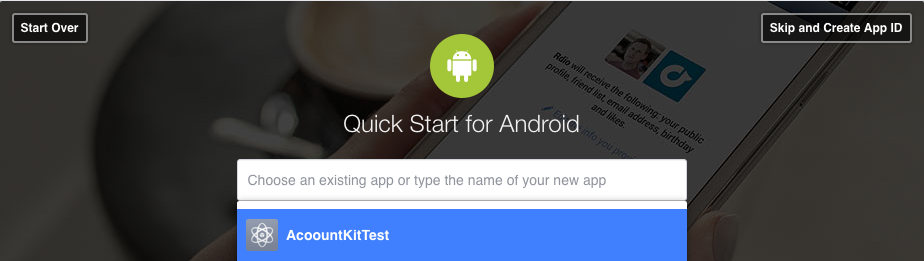 Start Over
Skip and Create App ID
Rdio will receive the following: your public
profile, friend list, email address, birthday
and likes.
Quick Start for Android
Choose an existing app or type the name of your new app
AcoountKitTest